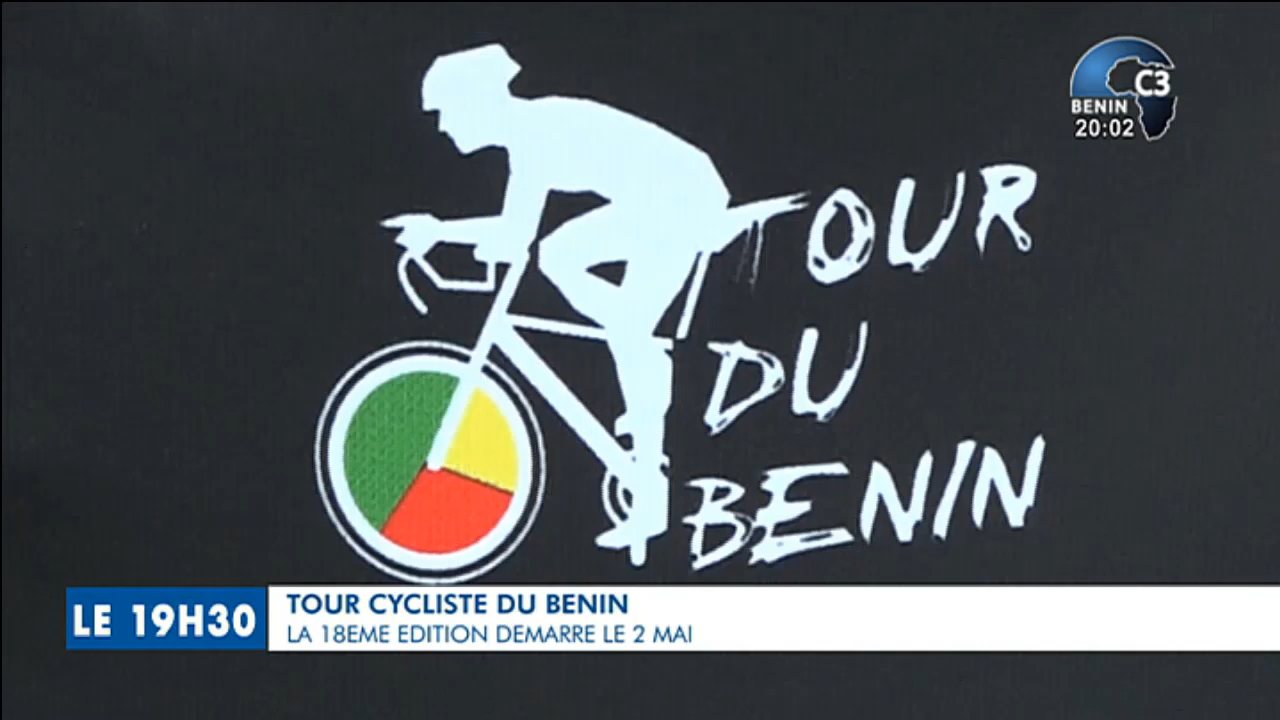 C3
BENIN
20:02
TOUR
DU
BENIN
LE 19H30
TOUR CYCLISTE DU BENIN
LA 18EME EDITION DEMARRE LE 2 MAI